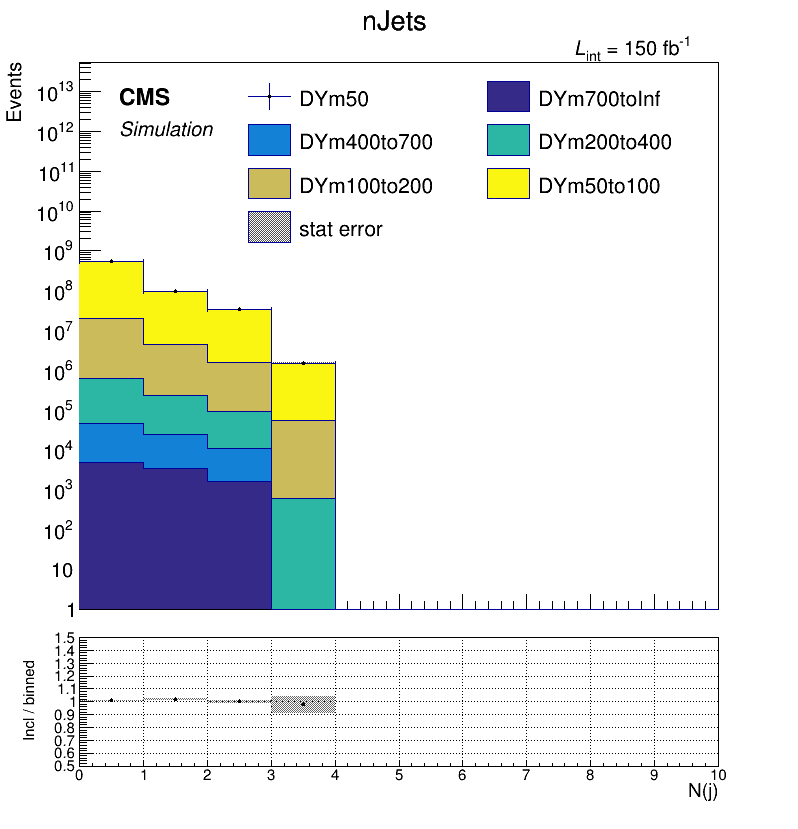 nJets
L_int = 150 fb^-1
Events
CMS
Simulation
DYm50
DYm700toInf
DYm400to700
DYm200to400
DYm100to200
DYm50to100
stat error
10^13
10^12
10^11
10^10
10^9
10^8
10^7
10^6
10^5
10^4
10^3
10^2
10
1
Incl / binned
1.5
1.4
1.3
1.2
1.1
1
0.9
0.8
0.7
0.6
0.5
0 1 2 3 4 5 6 7 8 9 10
N(j)